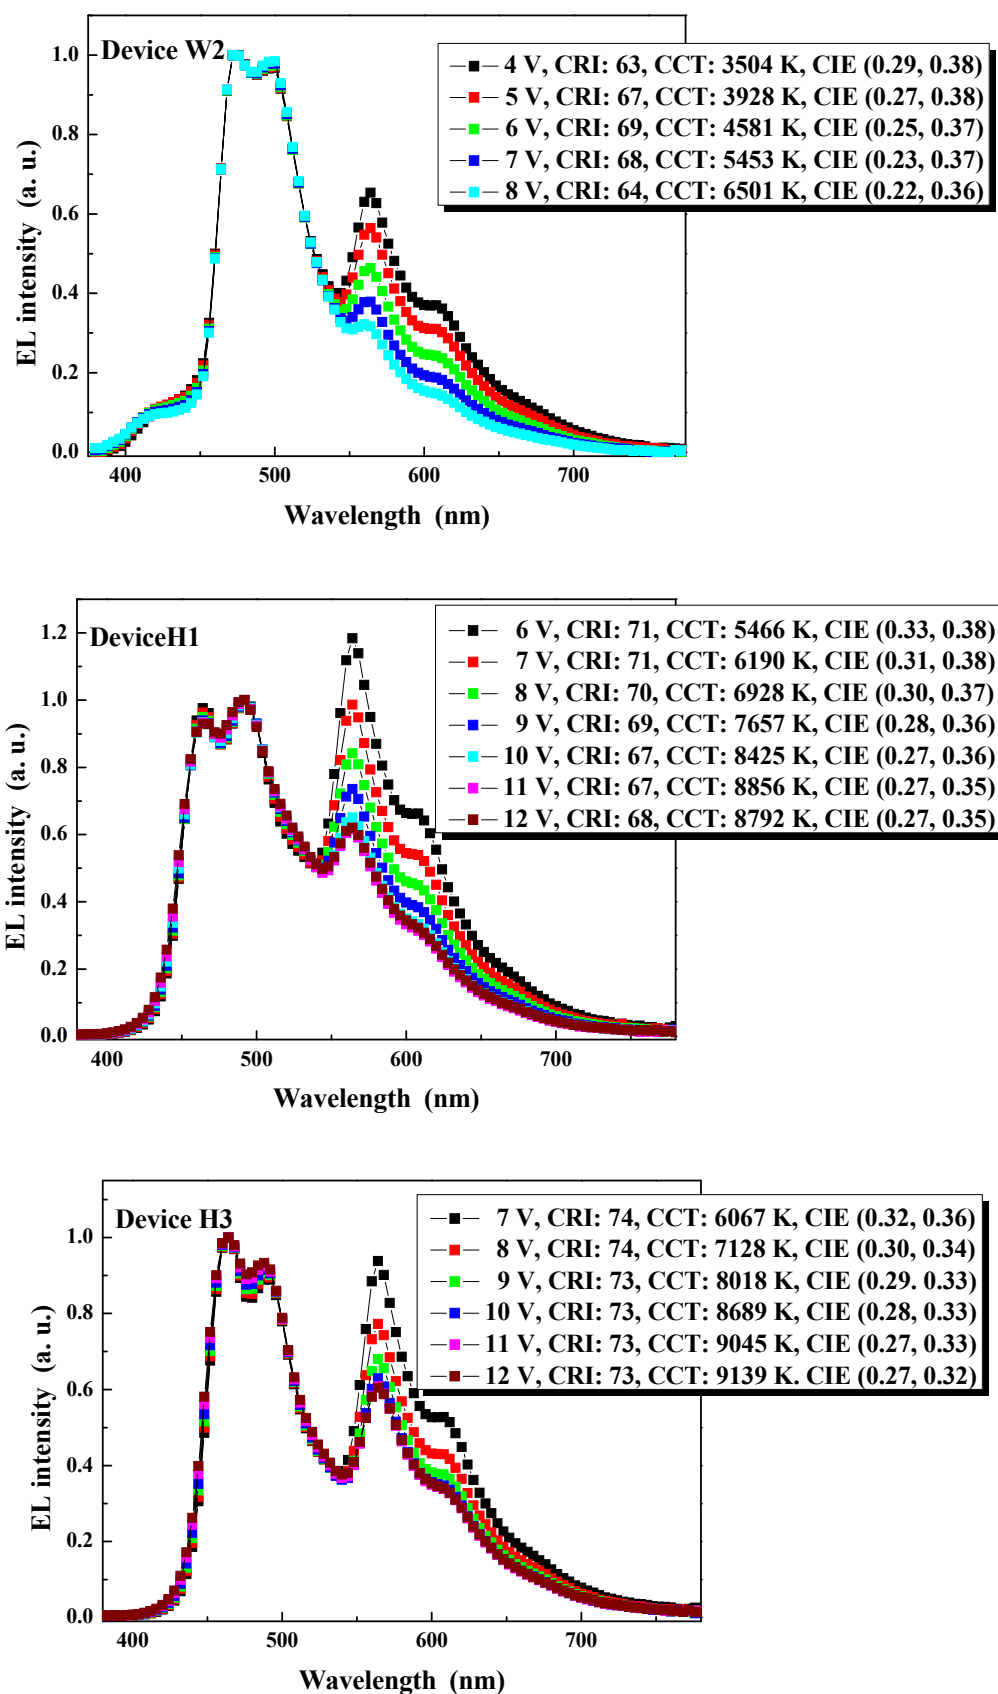 Device W2
4 V, CRI: 63, CCT: 3504 K, CIE (0.29, 0.38)
5 V, CRI: 67, CCT: 3928 K, CIE (0.27, 0.38)
6 V, CRI: 69, CCT: 4581 K, CIE (0.25, 0.37)
7 V, CRI: 68, CCT: 5453 K, CIE (0.23, 0.37)
8 V, CRI: 64, CCT: 6501 K, CIE (0.22, 0.36)
EL intensity (a. u.)
1.0
0.8
0.6
0.4
0.2
0.0
400 500 600 700
Wavelength (nm)
DeviceH1
6 V, CRI: 71, CCT: 5466 K, CIE (0.33, 0.38)
7 V, CRI: 71, CCT: 6190 K, CIE (0.31, 0.38)
8 V, CRI: 70, CCT: 6928 K, CIE (0.30, 0.37)
9 V, CRI: 69, CCT: 7657 K, CIE (0.28, 0.36)
10 V, CRI: 67, CCT: 8425 K, CIE (0.27, 0.36)
11 V, CRI: 67, CCT: 8856 K, CIE (0.27, 0.35)
12 V, CRI: 68, CCT: 8792 K, CIE (0.27, 0.35)
EL intensity (a. u.)
1.2
1.0
0.8
0.6
0.4
0.2
0.0
400 500 600 700
Wavelength (nm)
Device H3
7 V, CRI: 74, CCT: 6067 K, CIE (0.32, 0.36)
8 V, CRI: 74, CCT: 7128 K, CIE (0.30, 0.34)
9 V, CRI: 73, CCT: 8018 K, CIE (0.29. 0.33)
10 V, CRI: 73, CCT: 8689 K, CIE (0.28, 0.33)
11 V, CRI: 73, CCT: 9045 K, CIE (0.27, 0.33)
12 V, CRI: 73, CCT: 9139 K. CIE (0.27, 0.32)
EL intensity (a. u.)
1.0
0.8
0.6
0.4
0.2
0.0
400 500 600 700
Wavelength (nm)